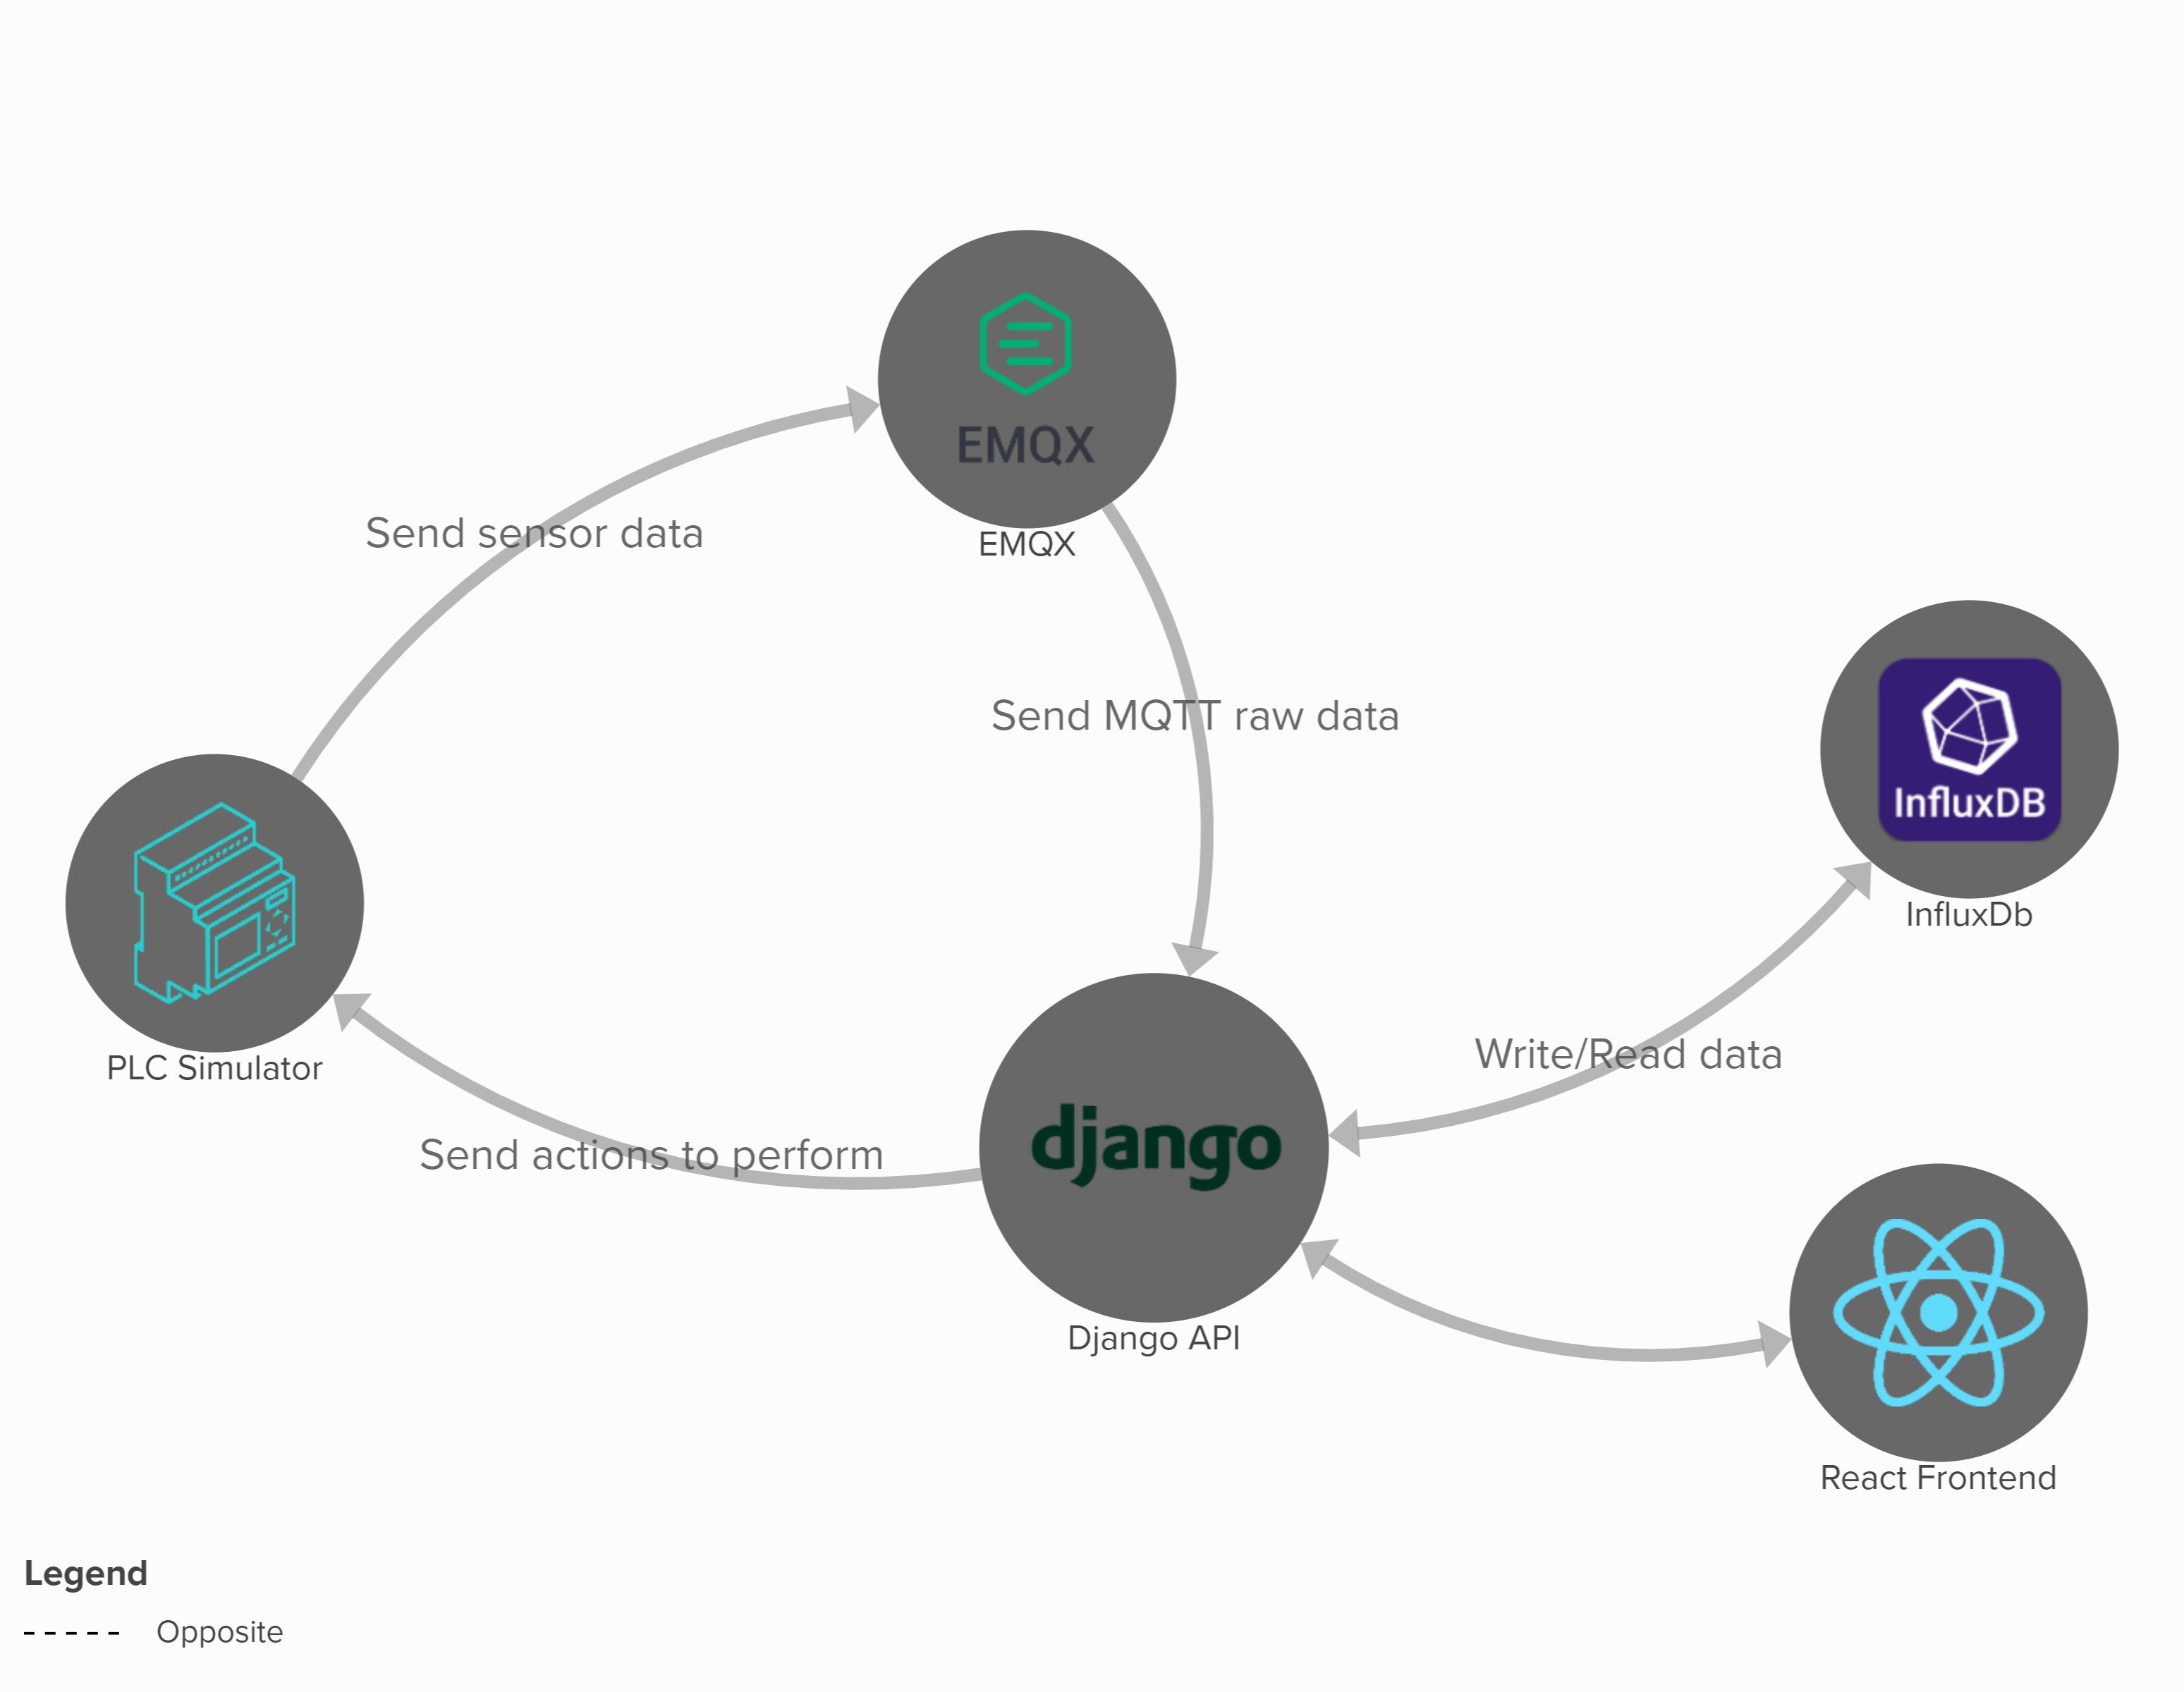 EMQX
EMQX
Send sensor data
Send MQTT raw data
InfluxDB
InfluxDb
PLC Simulator
Write/Read data
Send actions to perform
django
Django API
React Frontend
Legend
Opposite